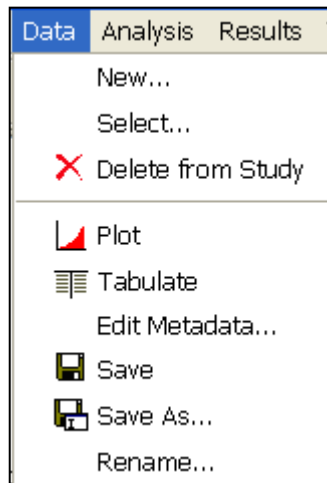 Data Analysis Results
New...
Select...
Delete from Study
Plot
Tabulate
Edit Metadata...
Save
Save As...
Rename...